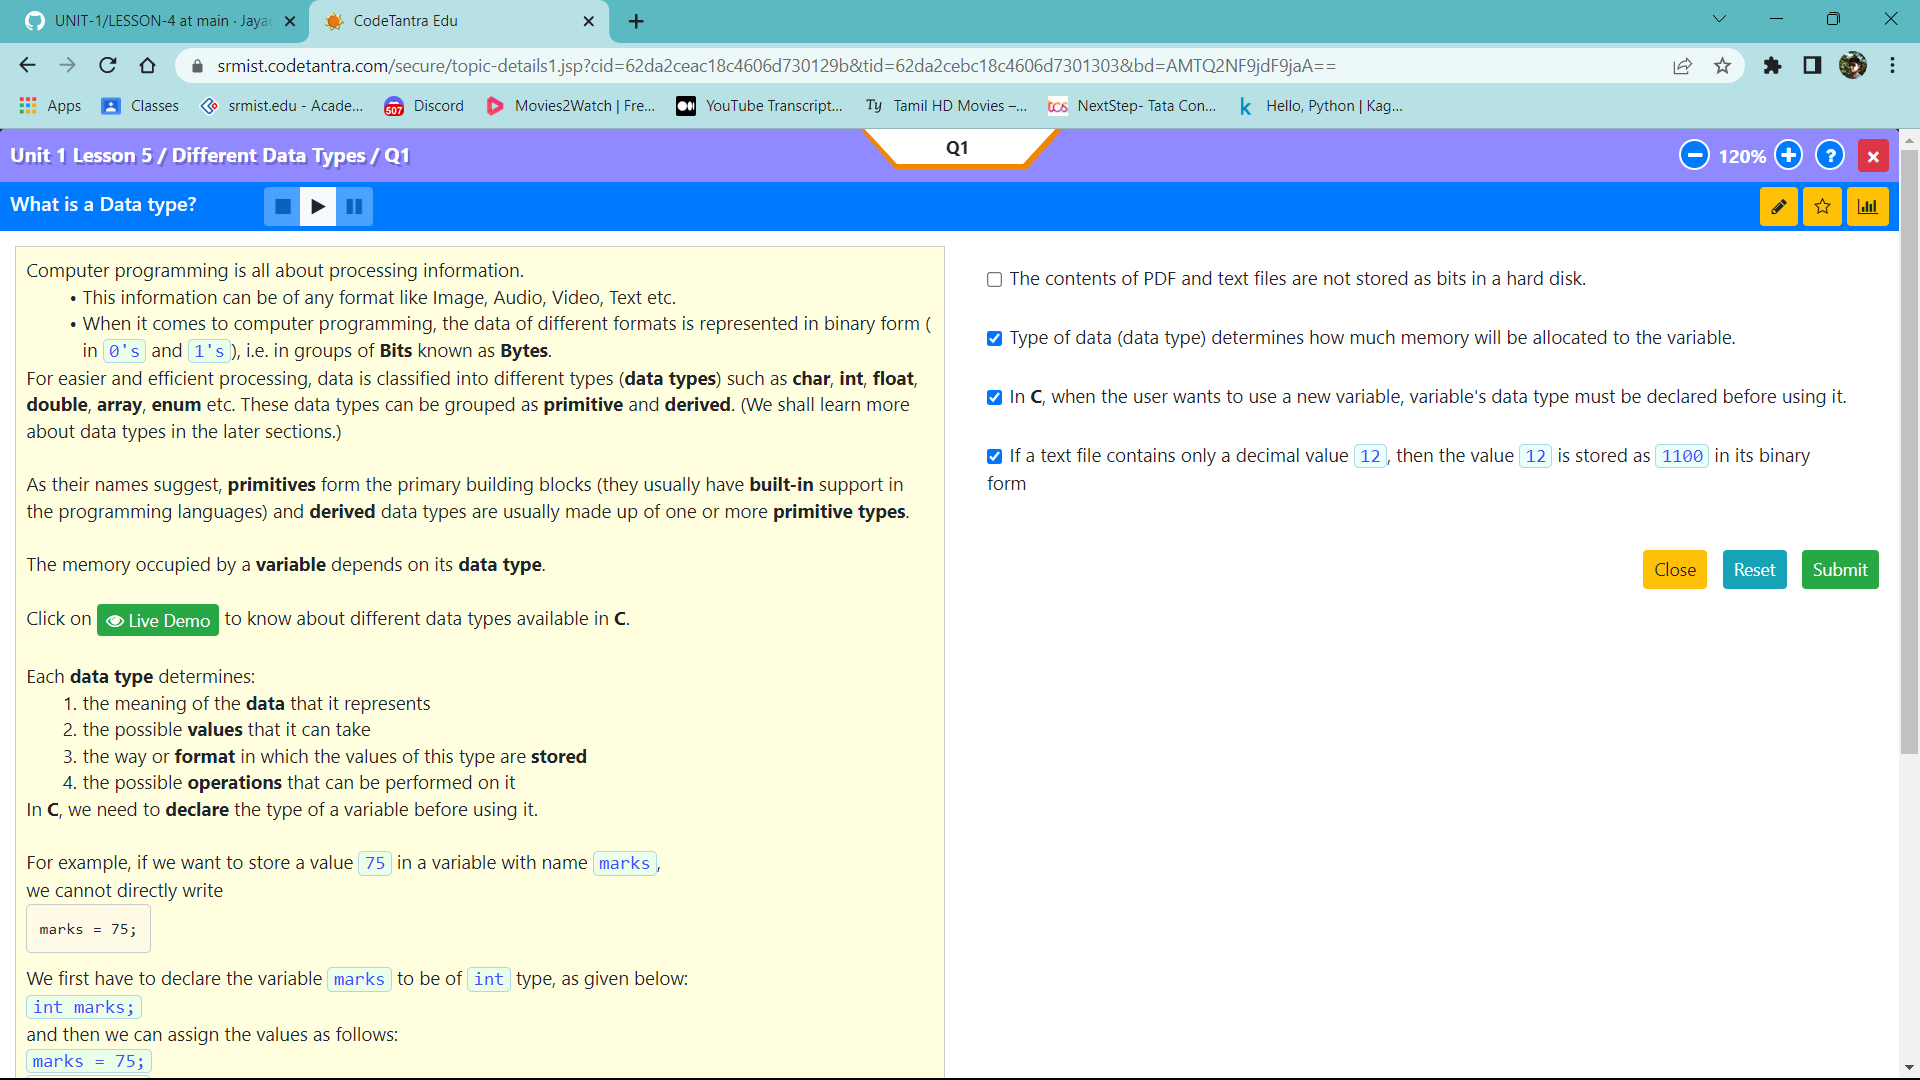 UNIT-1/LESSON-4 at main · Jayac
CodeTantra Edu
srmist.codetantra.com/secure/topic-details1.jsp?cid=62da2ceac18c4606d730129b&tid=62da2cebc18c4606d7301303&bd=AMTQ2NF9jdF9jaA==
Apps Classes srmist.edu - Acade... 507 Discord Movies2Watch | Fre... YouTube Transcript... Ty Tamil HD Movies –... tcs NextStep- Tata Con... k Hello, Python | Kag...
Unit 1 Lesson 5 / Different Data Types / Q1
Q1
120%
What is a Data type?
Computer programming is all about processing information.
• This information can be of any format like Image, Audio, Video, Text etc.
• When it comes to computer programming, the data of different formats is represented in binary form (
in 0's and 1's), i.e. in groups of Bits known as Bytes.
For easier and efficient processing, data is classified into different types (data types) such as char, int, float,
double, array, enum etc. These data types can be grouped as primitive and derived. (We shall learn more
about data types in the later sections.)
As their names suggest, primitives form the primary building blocks (they usually have built-in support in
the programming languages) and derived data types are usually made up of one or more primitive types.
The memory occupied by a variable depends on its data type.
Click on Live Demo to know about different data types available in C.
Each data type determines:
1. the meaning of the data that it represents
2. the possible values that it can take
3. the way or format in which the values of this type are stored
4. the possible operations that can be performed on it
In C, we need to declare the type of a variable before using it.
For example, if we want to store a value 75 in a variable with name marks,
we cannot directly write
marks = 75;
We first have to declare the variable marks to be of int type, as given below:
int marks;
and then we can assign the values as follows:
marks = 75;
The contents of PDF and text files are not stored as bits in a hard disk.
Type of data (data type) determines how much memory will be allocated to the variable.
In C, when the user wants to use a new variable, variable's data type must be declared before using it.
If a text file contains only a decimal value 12, then the value 12 is stored as 1100 in its binary
form
Close Reset Submit